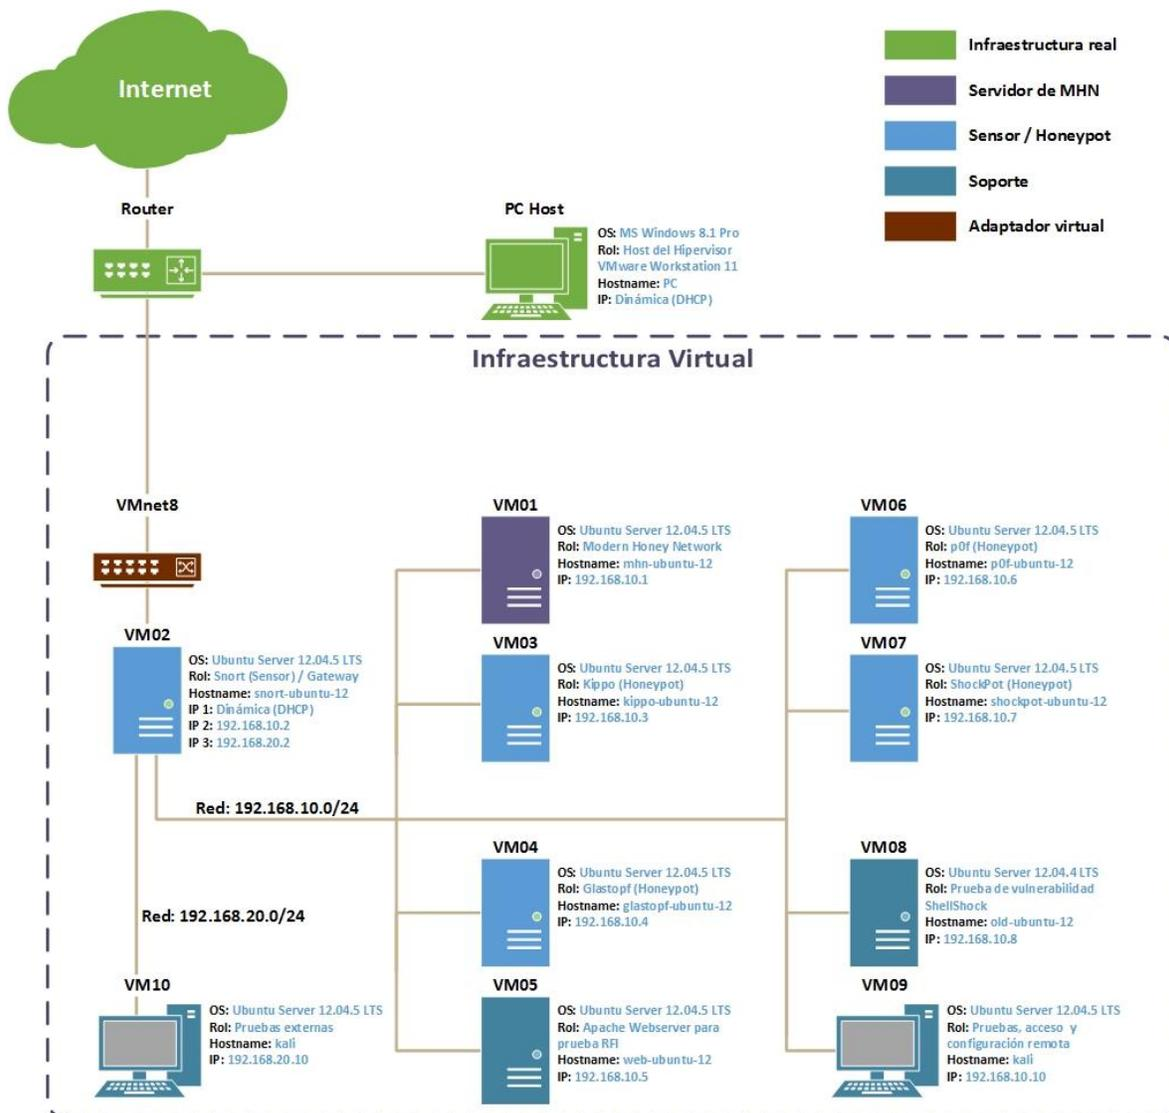 Internet
Infraestructura real
Servidor de MHN
Sensor / Honeypot
Soporte
Adaptador virtual
Router
PC Host
OS: MS Windows 8.1 Pro
Rol: Host del Hipervisor
VMware Workstation 11
Hostname: PC
IP: Dinámica (DHCP)
Infraestructura Virtual
VMnet8
VM02
OS: Ubuntu Server 12.04.5 LTS
Rol: Snort (Sensor) / Gateway
Hostname: snort-ubuntu-12
IP 1: Dinámica (DHCP)
IP 2: 192.168.10.2
IP 3: 192.168.20.2
VM01
OS: Ubuntu Server 12.04.5 LTS
Rol: Modern Honey Network
Hostname: mhn-ubuntu-12
IP: 192.168.10.1
VM06
OS: Ubuntu Server 12.04.5 LTS
Rol: p0f (Honeypot)
Hostname: p0f-ubuntu-12
IP: 192.168.10.6
VM03
OS: Ubuntu Server 12.04.5 LTS
Rol: Kippo (Honeypot)
Hostname: kippo-ubuntu-12
IP: 192.168.10.3
VM07
OS: Ubuntu Server 12.04.5 LTS
Rol: ShockPot (Honeypot)
Hostname: shockpot-ubuntu-12
IP: 192.168.10.7
Red: 192.168.10.0/24
Red: 192.168.20.0/24
VM04
OS: Ubuntu Server 12.04.5 LTS
Rol: Glastopf (Honeypot)
Hostname: glastopf-ubuntu-12
IP: 192.168.10.4
VM08
OS: Ubuntu Server 12.04.4 LTS
Rol: Prueba de vulnerabilidad
ShellShock
Hostname: old-ubuntu-12
IP: 192.168.10.8
VM10
OS: Ubuntu Server 12.04.5 LTS
Rol: Pruebas externas
Hostname: kali
IP: 192.168.20.10
VM05
OS: Ubuntu Server 12.04.5 LTS
Rol: Apache Webserver para
prueba RFI
Hostname: web-ubuntu-12
IP: 192.168.10.5
VM09
OS: Ubuntu Server 12.04.5 LTS
Rol: Pruebas, acceso y
configuración remota
Hostname: kali
IP: 192.168.10.10